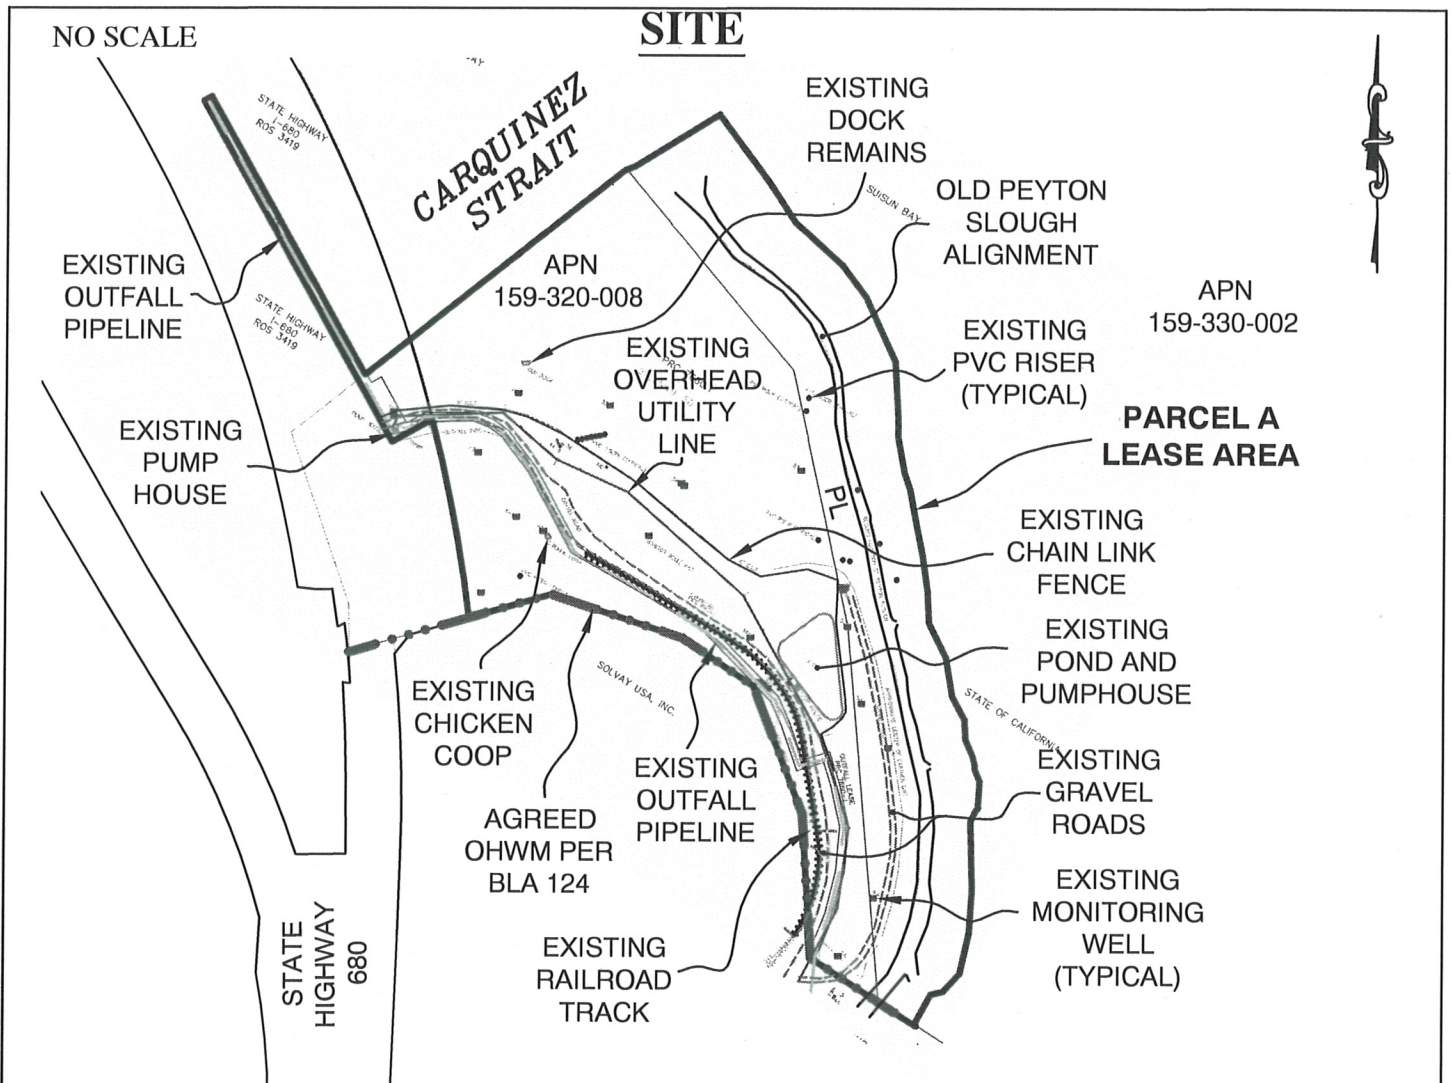 NO SCALE
SITE
STATE HIGHWAY
I-680
ROS 3419
CARQUINEZ
STRAIT
EXISTING
DOCK
REMAINS
SUISUN BAY
OLD PEYTON
SLOUGH
ALIGNMENT
EXISTING
OUTFALL
PIPELINE
APN
159-320-008
APN
159-330-002
STATE HIGHWAY
I-680
ROS 3419
EXISTING
OVERHEAD
UTILITY
LINE
EXISTING
PVC RISER
(TYPICAL)
PARCEL A
LEASE AREA
EXISTING
PUMP
HOUSE
PL
EXISTING
CHAIN LINK
FENCE
EXISTING
POND AND
PUMPHOUSE
SOLVAY USA, INC.
STATE OF CALIFORNIA
EXISTING
CHICKEN
COOP
EXISTING
OUTFALL
PIPELINE
EXISTING
GRAVEL
ROADS
AGREED
OHWM PER
BLA 124
EXISTING
MONITORING
WELL
(TYPICAL)
EXISTING
RAILROAD
TRACK
STATE
HIGHWAY
680